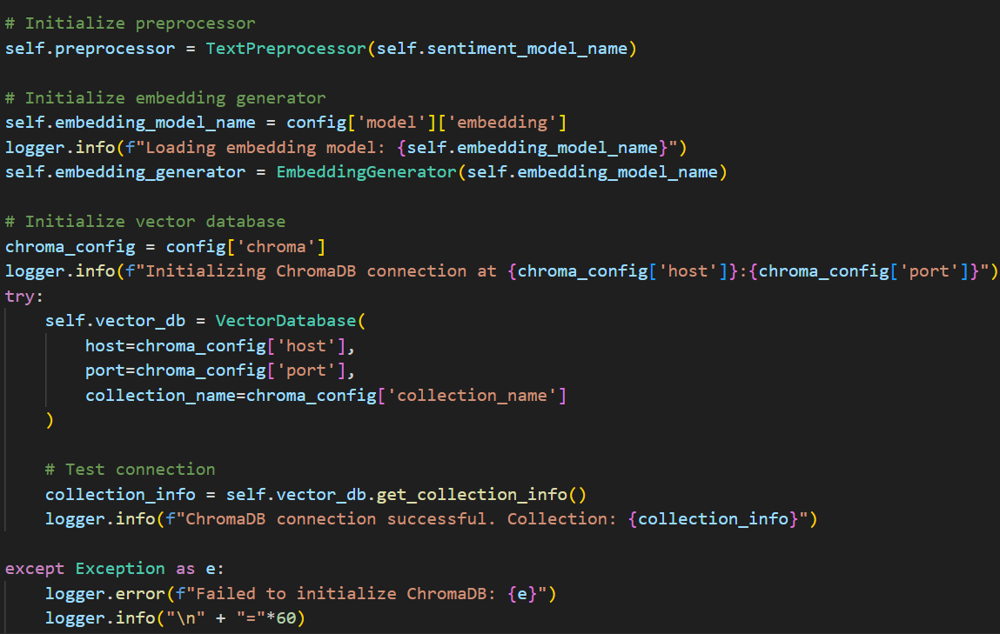 # Initialize preprocessor
self.preprocessor = TextPreprocessor(self.sentiment_model_name)
# Initialize embedding generator
self.embedding_model_name = config['model']['embedding']
logger.info(f"Loading embedding model: {self.embedding_model_name}")
self.embedding_generator = EmbeddingGenerator(self.embedding_model_name)
# Initialize vector database
chroma_config = config['chroma']
logger.info(f"Initializing ChromaDB connection at {chroma_config['host']}:{chroma_config['port']}")
try:
    self.vector_db = VectorDatabase(
        host=chroma_config['host'],
        port=chroma_config['port'],
        collection_name=chroma_config['collection_name']
    )
    # Test connection
    collection_info = self.vector_db.get_collection_info()
    logger.info(f"ChromaDB connection successful. Collection: {collection_info}")
except Exception as e:
    logger.error(f"Failed to initialize ChromaDB: {e}")
    logger.info("\n" + "="*60)